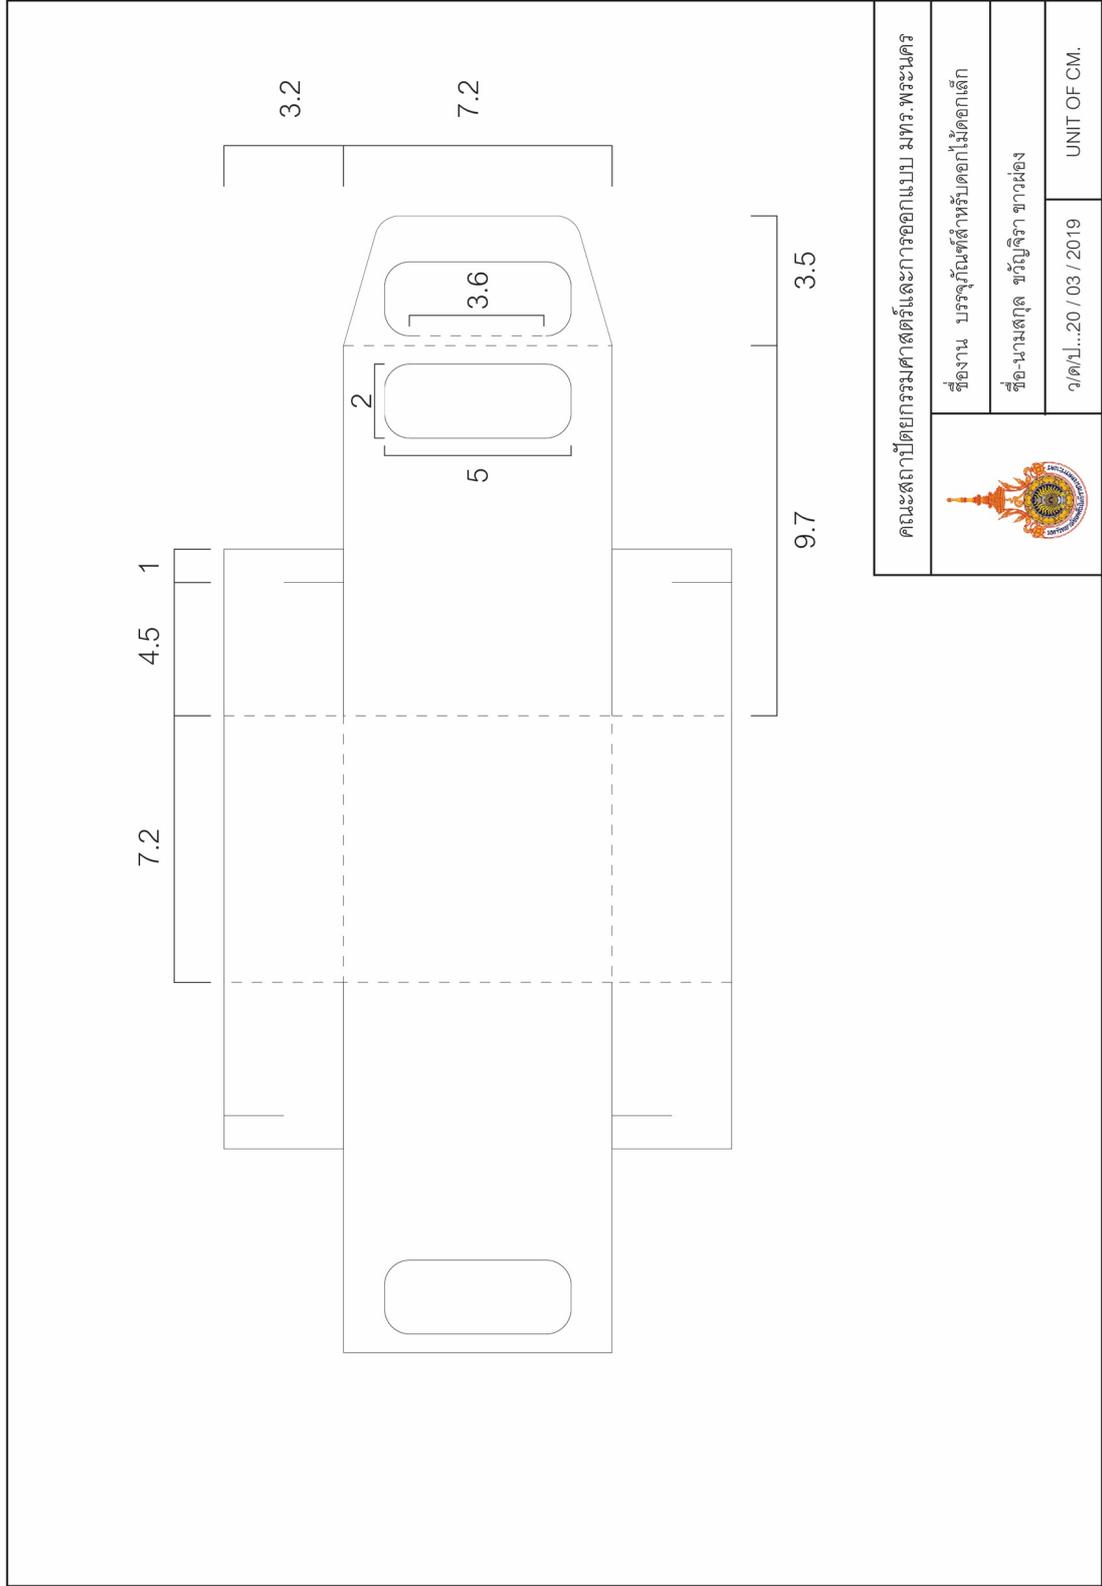 3.2
7.2
3.5
9.7
3.6
2
5
1
4.5
7.2
คณะสถาปัตยกรรมศาสตร์และการออกแบบ มทร.พระนคร
ชื่องาน บรรจุภัณฑ์สำหรับดอกไม้ดอกเล็ก
ชื่อ-นามสกุล ขวัญจิรา ขาวผ่อง
ว/ด/ป...20 / 03 / 2019
UNIT OF CM.